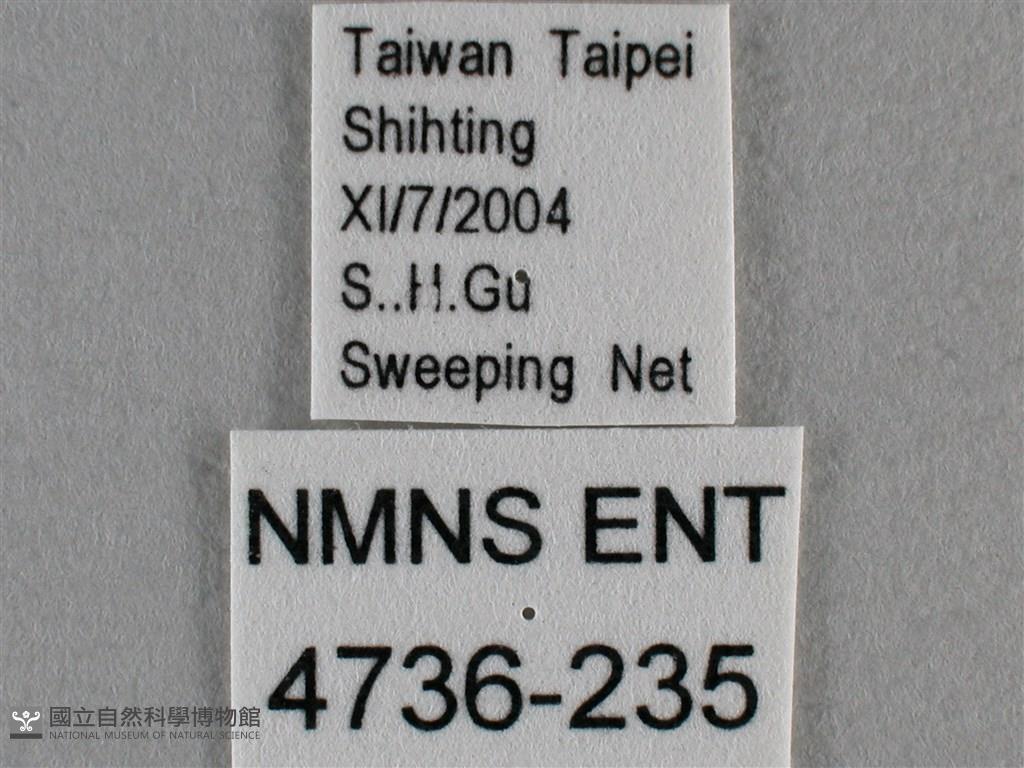 Taiwan Taipei
Shihting
XI/7/2004
S..H.Gu
Sweeping Net
NMNS ENT
4736-235
國立自然科學博物館
NATIONAL MUSEUM OF NATURAL SCIENCE